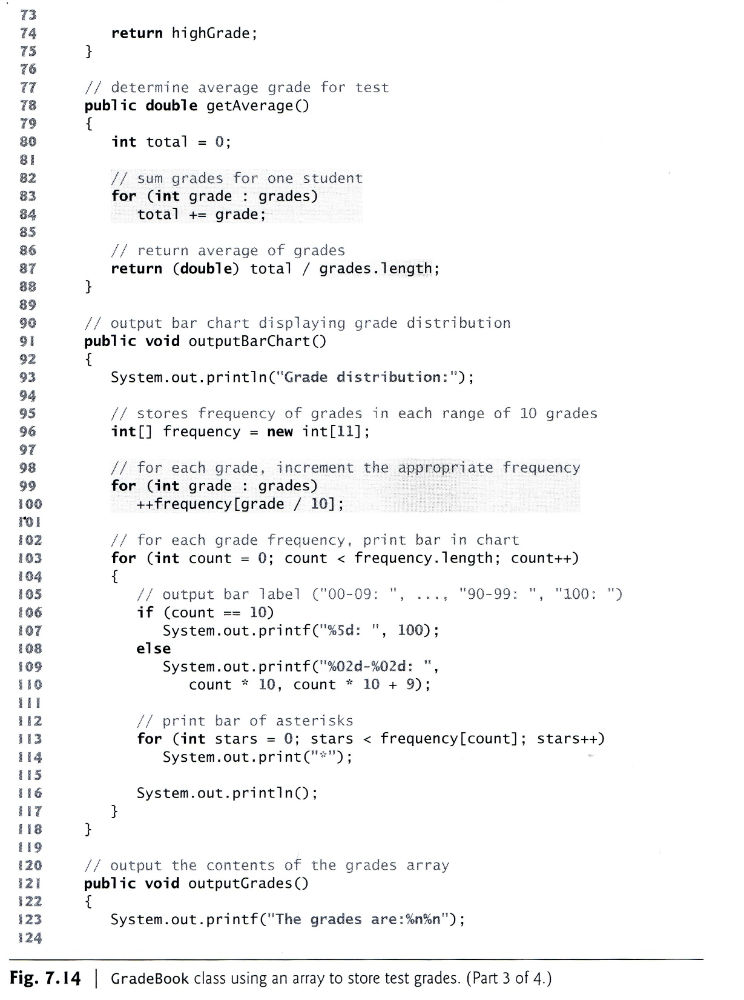 73
74 return highGrade;
75 }
76
77 // determine average grade for test
78 public double getAverage()
79 {
80 int total = 0;
81
82 // sum grades for one student
83 for (int grade : grades)
84 total += grade;
85
86 // return average of grades
87 return (double) total / grades.length;
88 }
89
90 // output bar chart displaying grade distribution
91 public void outputBarChart()
92 {
93 System.out.println("Grade distribution:");
94
95 // stores frequency of grades in each range of 10 grades
96 int[] frequency = new int[11];
97
98 // for each grade, increment the appropriate frequency
99 for (int grade : grades)
100 ++frequency[grade / 10];
101
102 // for each grade frequency, print bar in chart
103 for (int count = 0; count < frequency.length; count++)
104 {
105 // output bar label ("00-09: ", ..., "90-99: ", "100: ")
106 if (count == 10)
107 System.out.printf("%5d: ", 100);
108 else
109 System.out.printf("%02d-%02d: ",
110 count * 10, count * 10 + 9);
111
112 // print bar of asterisks
113 for (int stars = 0; stars < frequency[count]; stars++)
114 System.out.print("*");
115
116 System.out.println();
117 }
118 }
119
120 // output the contents of the grades array
121 public void outputGrades()
122 {
123 System.out.printf("The grades are:%n%n");
124
Fig. 7.14 | GradeBook class using an array to store test grades. (Part 3 of 4.)